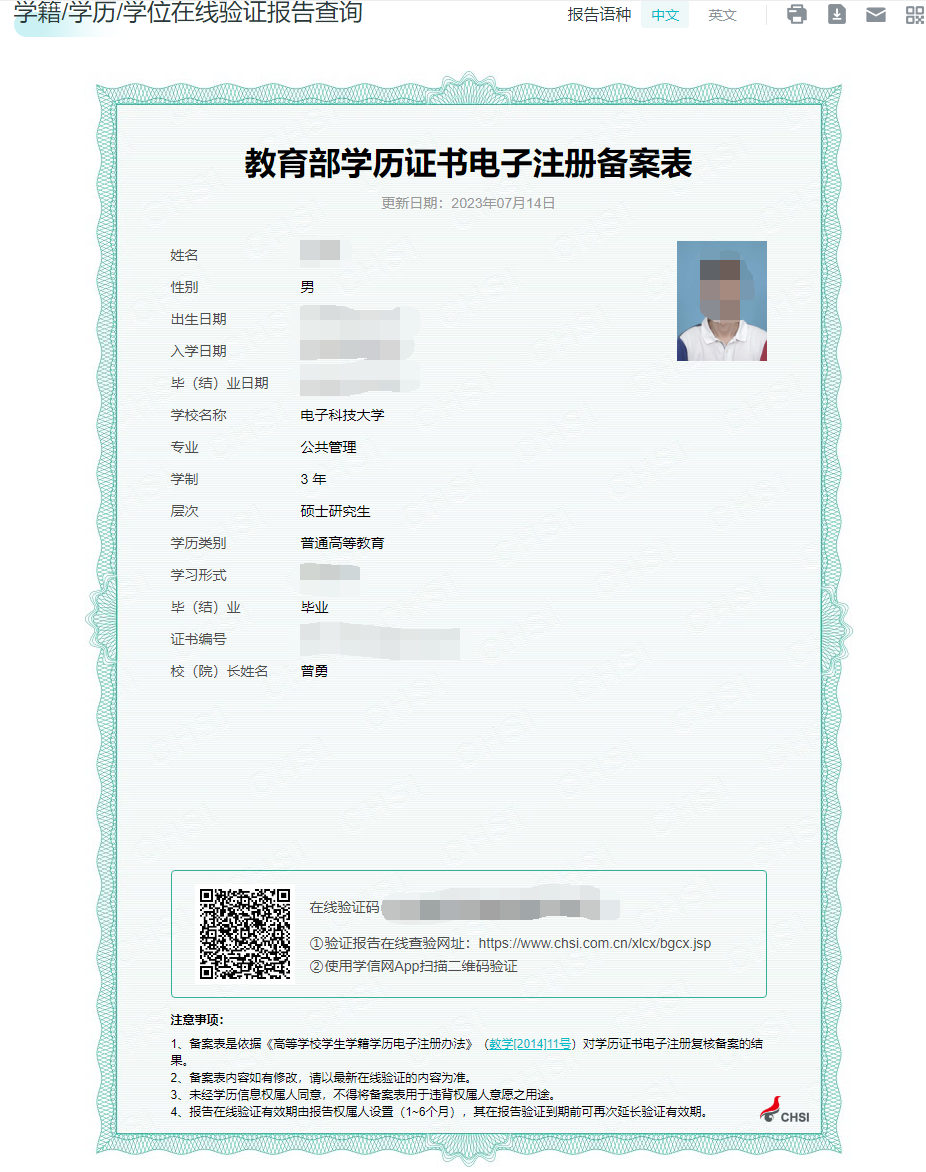 学籍/学历/学位在线验证报告查询
报告语种 中文 英文
教育部学历证书电子注册备案表
更新日期：2023年07月14日
姓名
性别 男
出生日期
入学日期
毕（结）业日期
学校名称 电子科技大学
专业 公共管理
学制 3 年
层次 硕士研究生
学历类别 普通高等教育
学习形式
毕（结）业 毕业
证书编号
校（院）长姓名 曾勇
在线验证码
①验证报告在线查验网址：https://www.chsi.com.cn/xlcx/bgcx.jsp
②使用学信网App扫描二维码验证
注意事项：
1、备案表是依据《高等学校学生学籍学历电子注册办法》（教学[2014]11号）对学历证书电子注册复核备案的结
果。
2、备案表内容如有修改，请以最新在线验证的内容为准。
3、未经学历信息权属人同意，不得将备案表用于违背权属人意愿之用途。
4、报告在线验证有效期由报告权属人设置（1~6个月），其在报告验证到期前可再次延长验证有效期。
CHSI